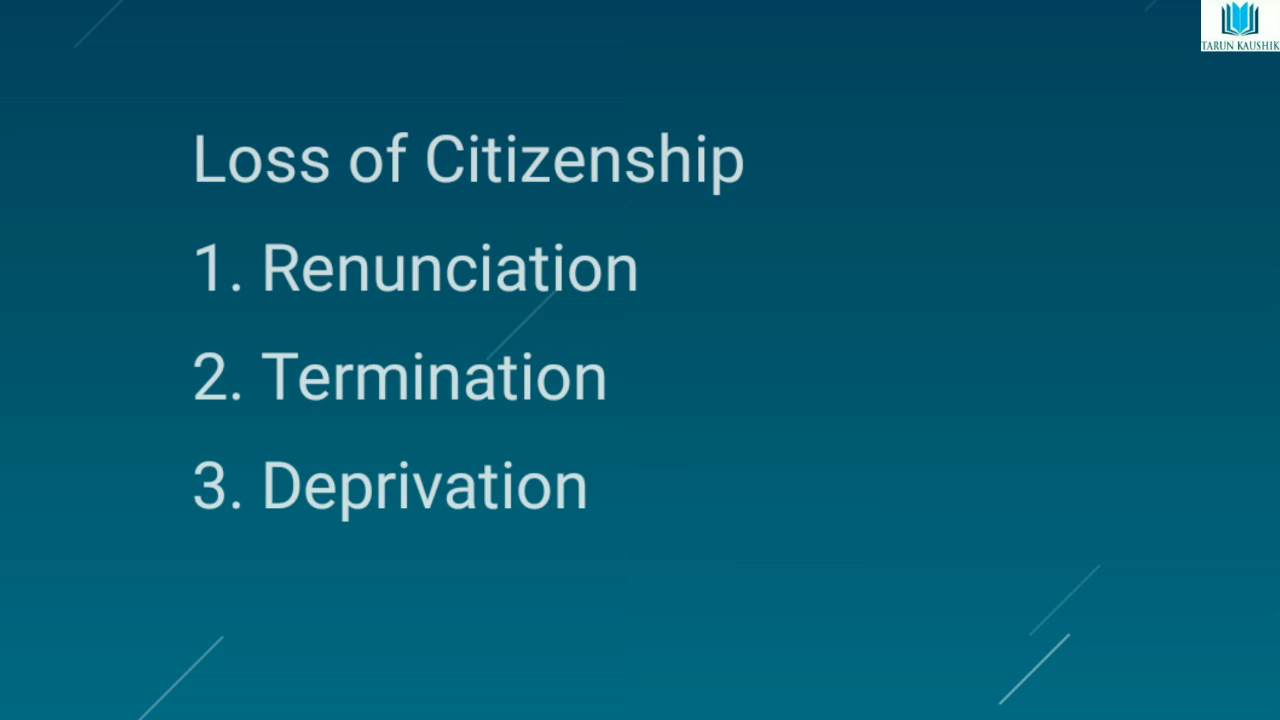 TARUN KAUSHIK
Loss of Citizenship
1. Renunciation
2. Termination
3. Deprivation